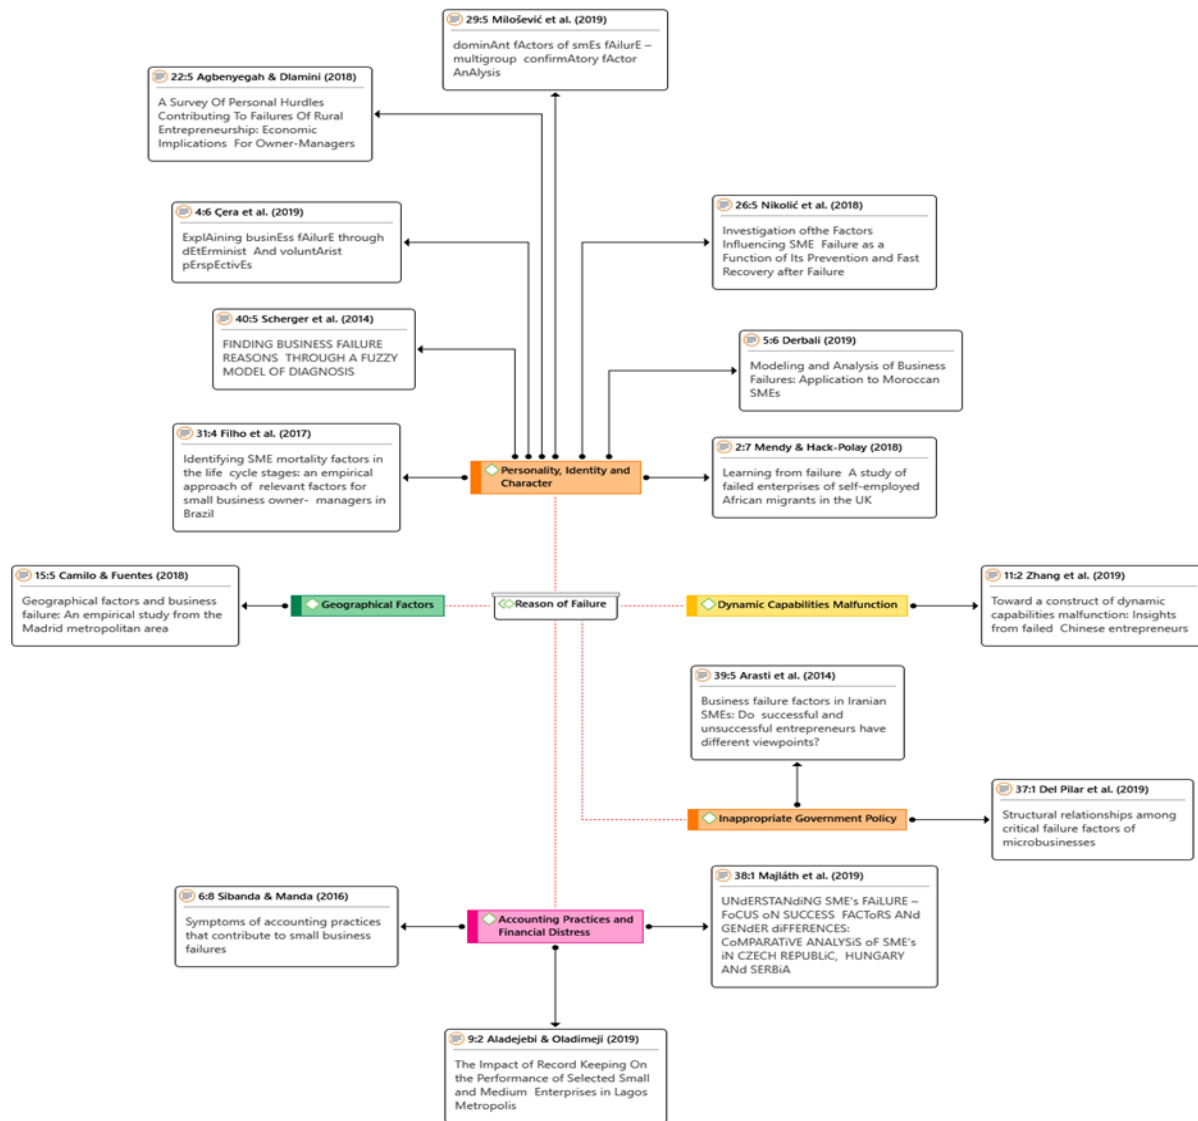 29:5 Milošević et al. (2019)
dominAnt fActors of smEs fAilurE –
multigroup confirmAtory fActor
AnAlysis
22:5 Agbenyegah & Dlamini (2018)
A Survey Of Personal Hurdles
Contributing To Failures Of Rural
Entrepreneurship: Economic
Implications For Owner-Managers
4:6 Çera et al. (2019)
ExplAining businEss fAilurE through
dEtErminist And voluntArist
pErspEctivEs
26:5 Nikolić et al. (2018)
Investigation ofthe Factors
Influencing SME Failure as a
Function of Its Prevention and Fast
Recovery after Failure
40:5 Scherger et al. (2014)
FINDING BUSINESS FAILURE
REASONS THROUGH A FUZZY
MODEL OF DIAGNOSIS
5:6 Derbali (2019)
Modeling and Analysis of Business
Failures: Application to Moroccan
SMEs
31:4 Filho et al. (2017)
Identifying SME mortality factors in
the life cycle stages: an empirical
approach of relevant factors for
small business owner- managers in
Brazil
Personality, Identity and
Character
2:7 Mendy & Hack-Polay (2018)
Learning from failure A study of
failed enterprises of self-employed
African migrants in the UK
15:5 Camilo & Fuentes (2018)
Geographical factors and business
failure: An empirical study from the
Madrid metropolitan area
Geographical Factors
Reason of Failure
Dynamic Capabilities Malfunction
11:2 Zhang et al. (2019)
Toward a construct of dynamic
capabilities malfunction: Insights
from failed Chinese entrepreneurs
39:5 Arasti et al. (2014)
Business failure factors in Iranian
SMEs: Do successful and
unsuccessful entrepreneurs have
different viewpoints?
Inappropriate Government Policy
37:1 Del Pilar et al. (2019)
Structural relationships among
critical failure factors of
microbusinesses
6:8 Sibanda & Manda (2016)
Symptoms of accounting practices
that contribute to small business
failures
Accounting Practices and
Financial Distress
38:1 Majláth et al. (2019)
UNdERSTANdiNG SME's FAiLURE –
FoCUS oN SUCCESS FACToRS ANd
GENdER diFFERENCES:
CoMPARATiVE ANALYSiS oF SME's
iN CZECH REPUBLiC, HUNGARY
ANd SERBiA
9:2 Aladejebi & Oladimeji (2019)
The Impact of Record Keeping On
the Performance of Selected Small
and Medium Enterprises in Lagos
Metropolis